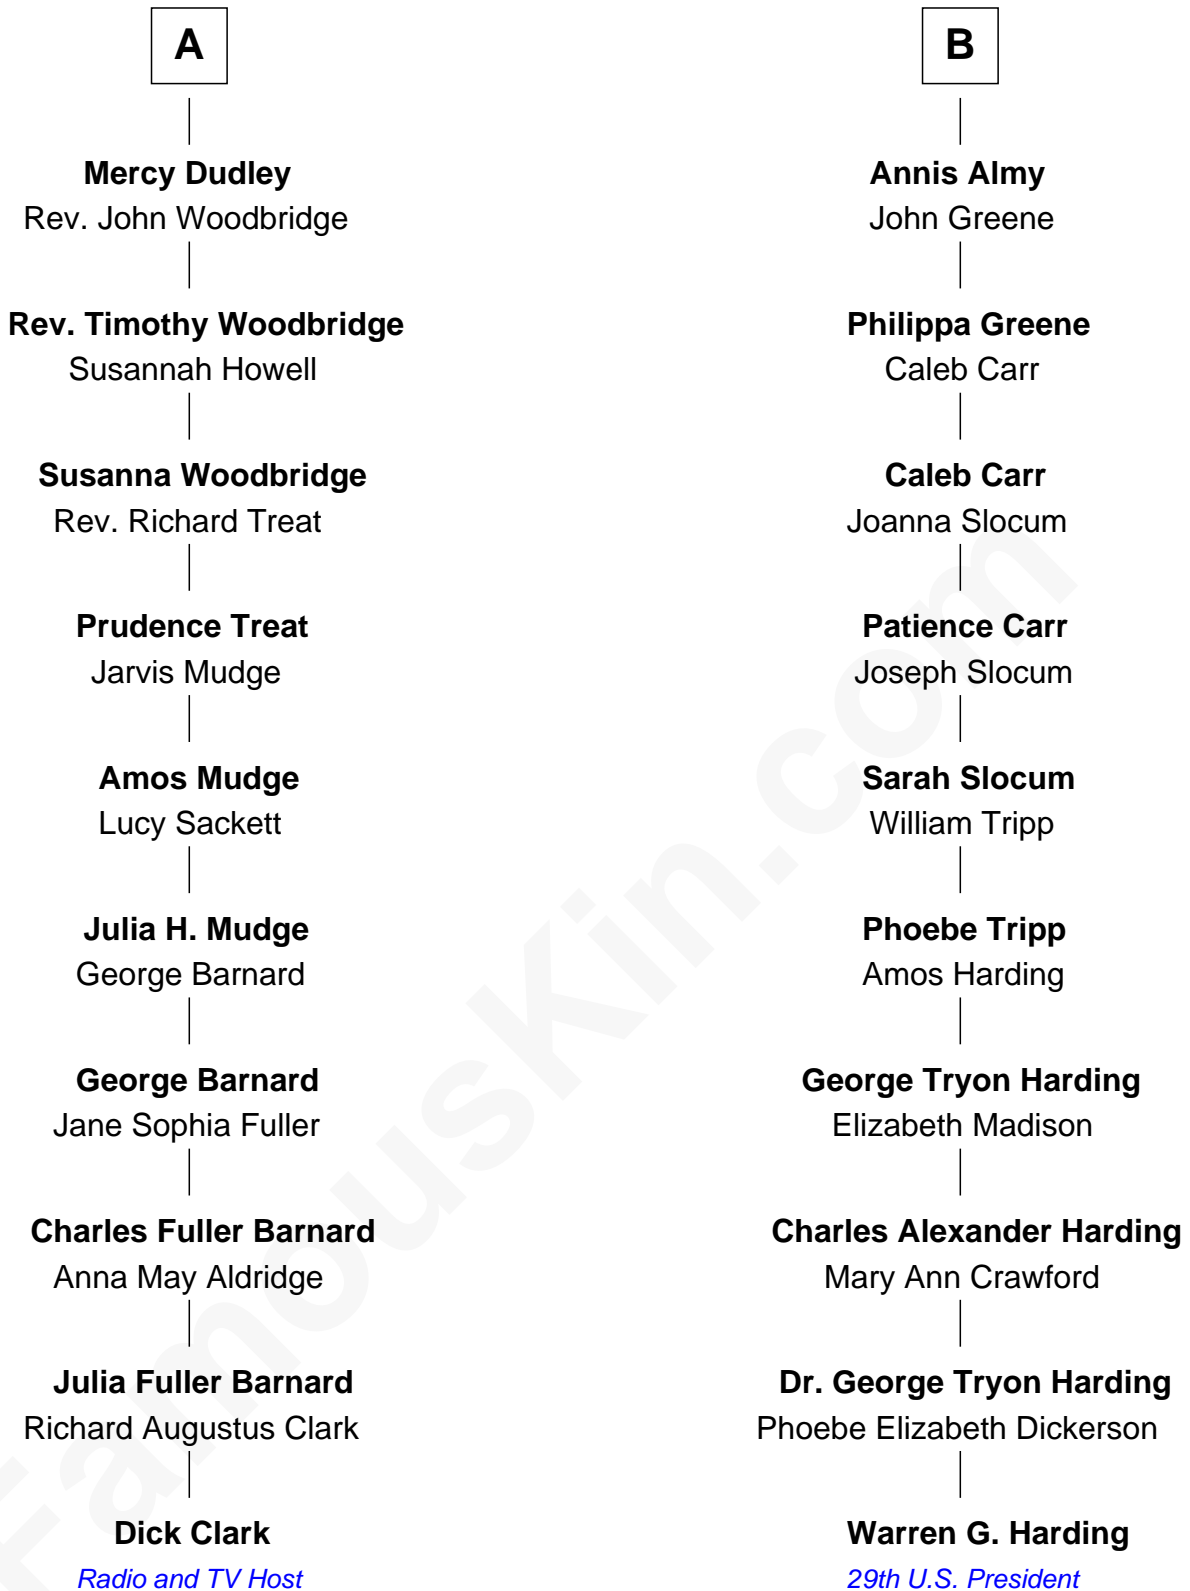 A
Mercy Dudley
Rev. John Woodbridge
Rev. Timothy Woodbridge
Susannah Howell
Susanna Woodbridge
Rev. Richard Treat
Prudence Treat
Jarvis Mudge
Amos Mudge
Lucy Sackett
Julia H. Mudge
George Barnard
George Barnard
Jane Sophia Fuller
Charles Fuller Barnard
Anna May Aldridge
Julia Fuller Barnard
Richard Augustus Clark
Dick Clark
Radio and TV Host
B
Annis Almy
John Greene
Philippa Greene
Caleb Carr
Caleb Carr
Joanna Slocum
Patience Carr
Joseph Slocum
Sarah Slocum
William Tripp
Phoebe Tripp
Amos Harding
George Tryon Harding
Elizabeth Madison
Charles Alexander Harding
Mary Ann Crawford
Dr. George Tryon Harding
Phoebe Elizabeth Dickerson
Warren G. Harding
29th U.S. President
FamousKin.com